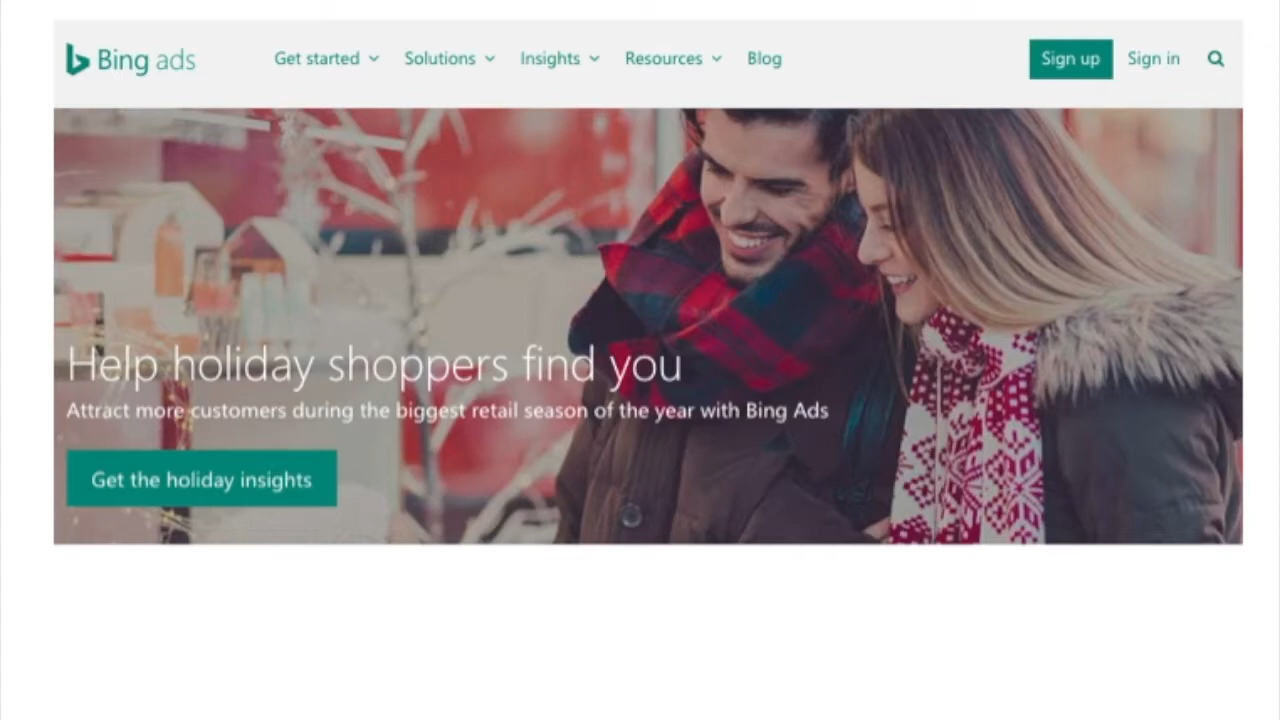 Bing ads
Get started
Solutions
Insights
Resources
Blog
Sign up
Sign in
Help holiday shoppers find you
Attract more customers during the biggest retail season of the year with Bing Ads
Get the holiday insights